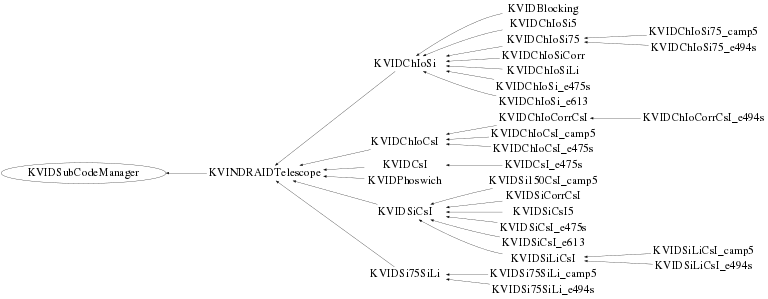 KVIDSubCodeManager
KVINDRAIDTelescope
KVIDChIoSi
KVIDBlocking
KVIDChIoSi5
KVIDChIoSi75
KVIDChIoSi75_camp5
KVIDChIoSi75_e494s
KVIDChIoSiCorr
KVIDChIoSiLi
KVIDChIoSi_e475s
KVIDChIoSi_e613
KVIDChIoCsI
KVIDChIoCorrCsI
KVIDChIoCorrCsI_e494s
KVIDChIoCsI_camp5
KVIDChIoCsI_e475s
KVIDCsI
KVIDCsI_e475s
KVIDPhoswich
KVIDSiCsI
KVIDSi150CsI_camp5
KVIDSiCorrCsI
KVIDSiCsI5
KVIDSiCsI_e475s
KVIDSiCsI_e613
KVIDSiLiCsI
KVIDSiLiCsI_camp5
KVIDSiLiCsI_e494s
KVIDSi75SiLi
KVIDSi75SiLi_camp5
KVIDSi75SiLi_e494s